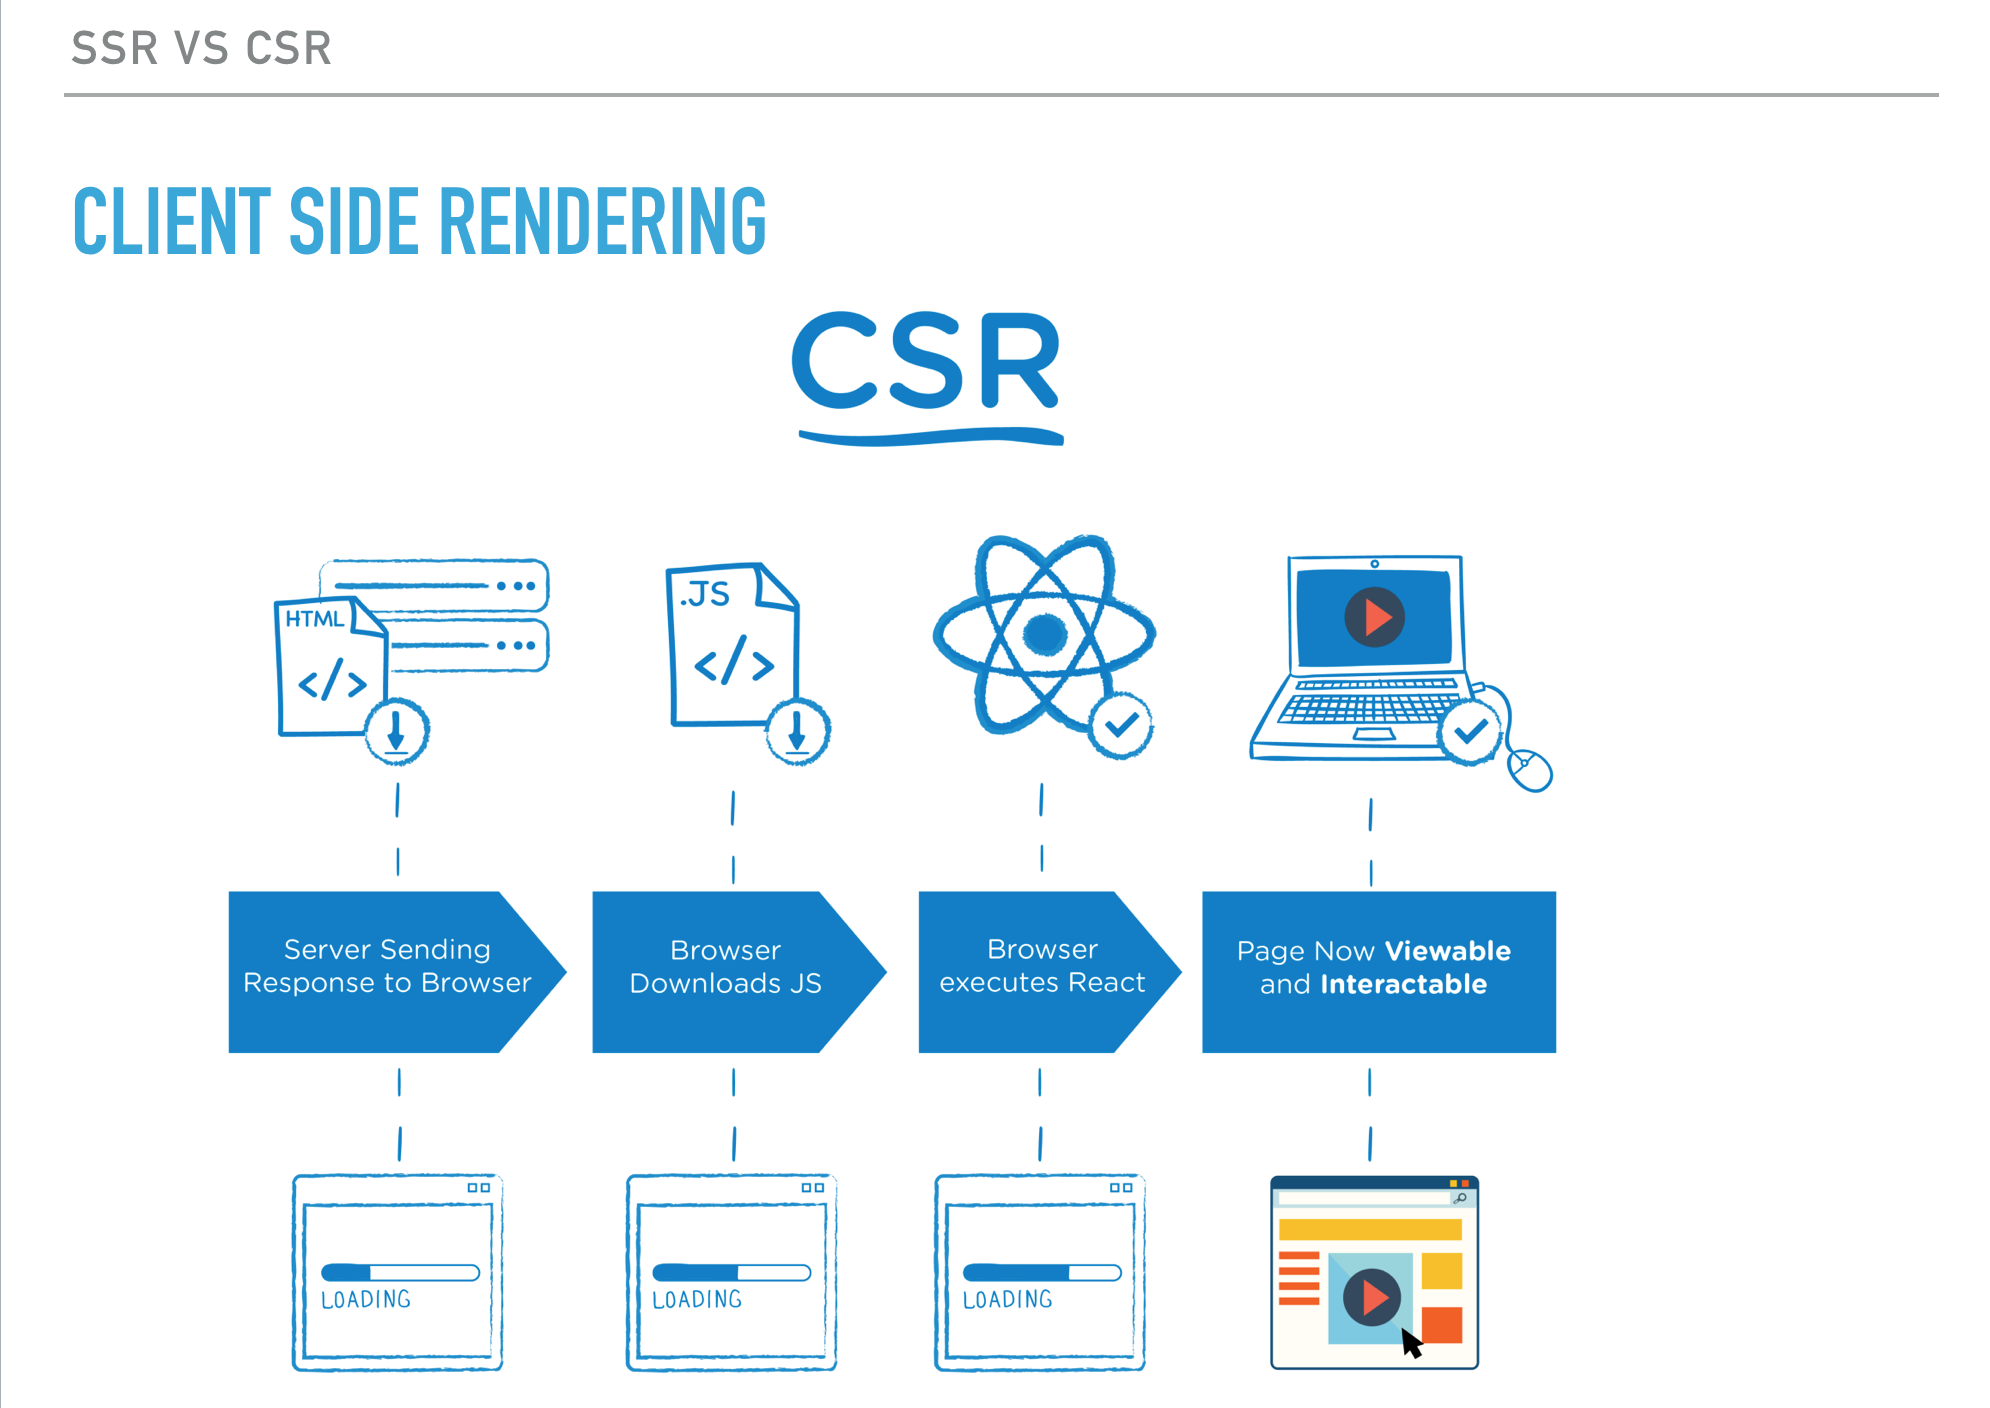 SSR VS CSR
CLIENT SIDE RENDERING
CSR
HTML
</>
.JS
</>
Server Sending
Response to Browser
Browser
Downloads JS
Browser
executes React
Page Now Viewable
and Interactable
LOADING
LOADING
LOADING